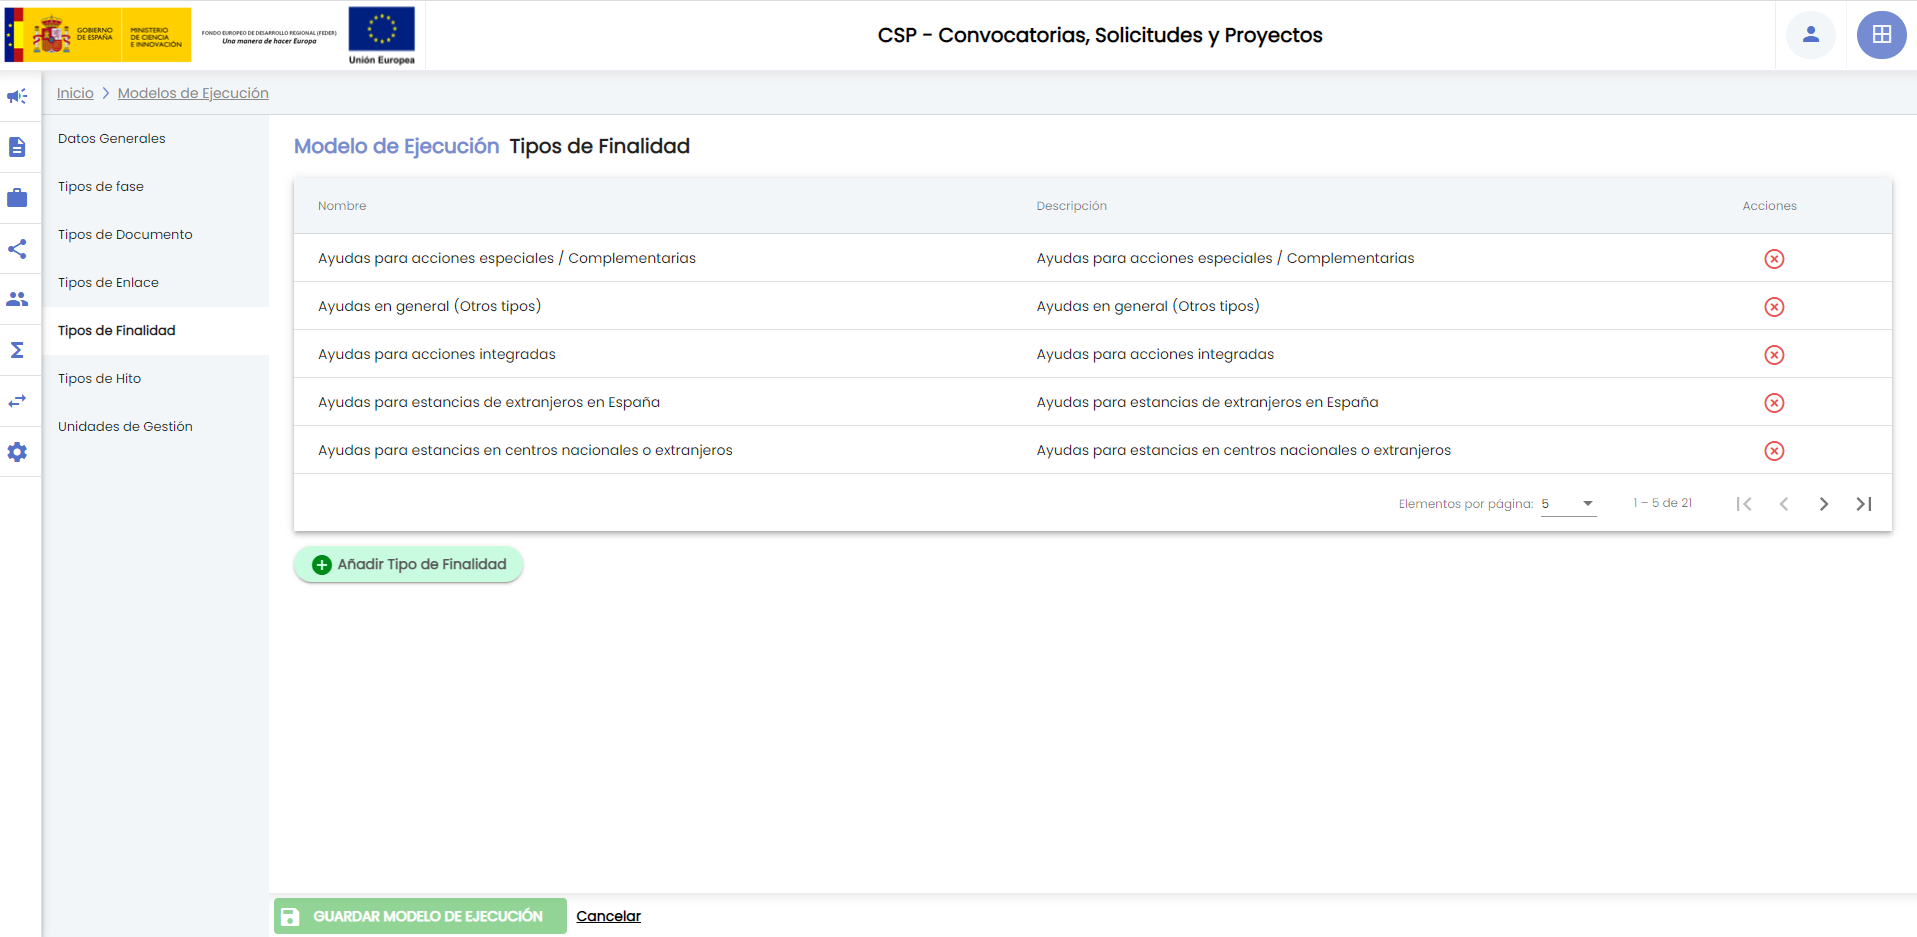 GOBIERNO
DE ESPAÑA
MINISTERIO
DE CIENCIA
E INNOVACIÓN
FONDO EUROPEO DE DESARROLLO REGIONAL (FEDER)
Una manera de hacer Europa
Unión Europea
CSP - Convocatorias, Solicitudes y Proyectos
Inicio > Modelos de Ejecución
Datos Generales
Tipos de fase
Tipos de Documento
Tipos de Enlace
Tipos de Finalidad
Tipos de Hito
Unidades de Gestión
Modelo de Ejecución Tipos de Finalidad
Nombre Descripción Acciones
Ayudas para acciones especiales / Complementarias Ayudas para acciones especiales / Complementarias
Ayudas en general (Otros tipos) Ayudas en general (Otros tipos)
Ayudas para acciones integradas Ayudas para acciones integradas
Ayudas para estancias de extranjeros en España Ayudas para estancias de extranjeros en España
Ayudas para estancias en centros nacionales o extranjeros Ayudas para estancias en centros nacionales o extranjeros
Elementos por página: 5 1 – 5 de 21
Añadir Tipo de Finalidad
GUARDAR MODELO DE EJECUCIÓN Cancelar